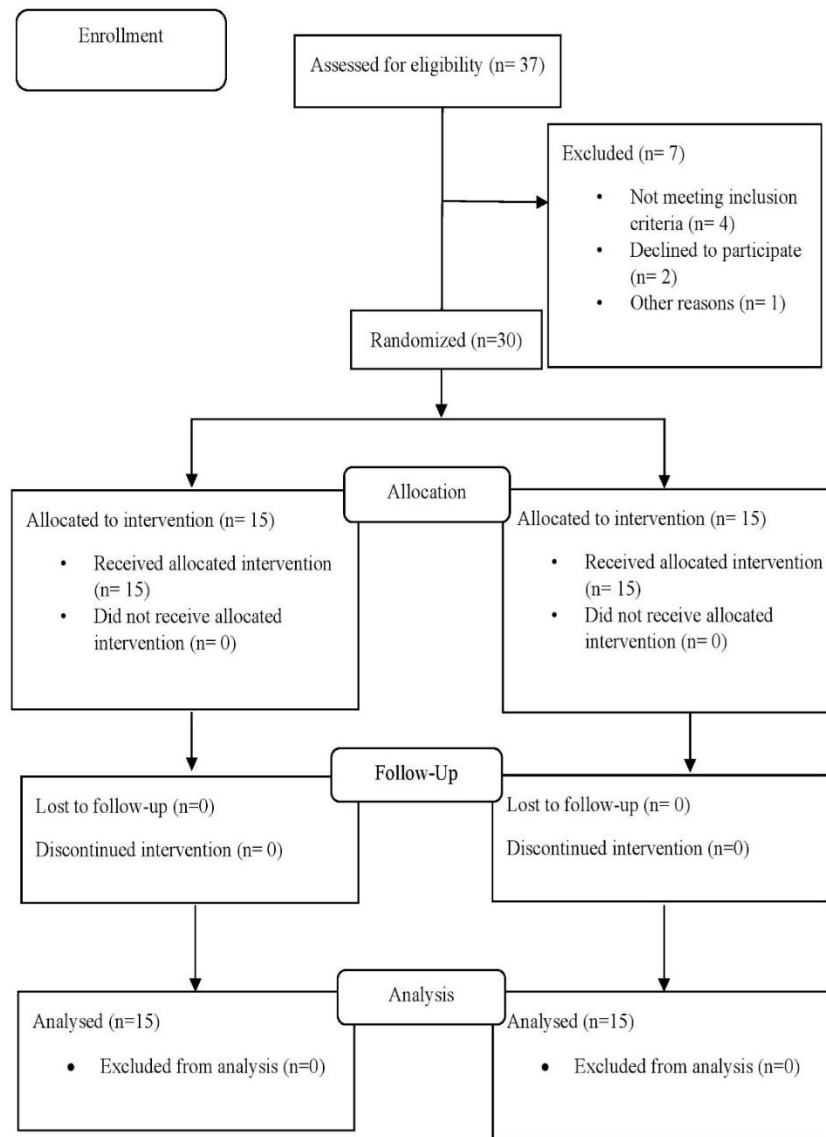 Enrollment
Assessed for eligibility (n= 37)
Excluded (n= 7)
• Not meeting inclusion
criteria (n= 4)
• Declined to participate
(n= 2)
• Other reasons (n= 1)
Randomized (n=30)
Allocation
Allocated to intervention (n= 15)
• Received allocated intervention
(n= 15)
• Did not receive allocated
intervention (n= 0)
Allocated to intervention (n= 15)
• Received allocated intervention
(n= 15)
• Did not receive allocated
intervention (n= 0)
Follow-Up
Lost to follow-up (n=0)
Discontinued intervention (n= 0)
Lost to follow-up (n= 0)
Discontinued intervention (n=0)
Analysis
Analysed (n=15)
• Excluded from analysis (n=0)
Analysed (n=15)
• Excluded from analysis (n=0)